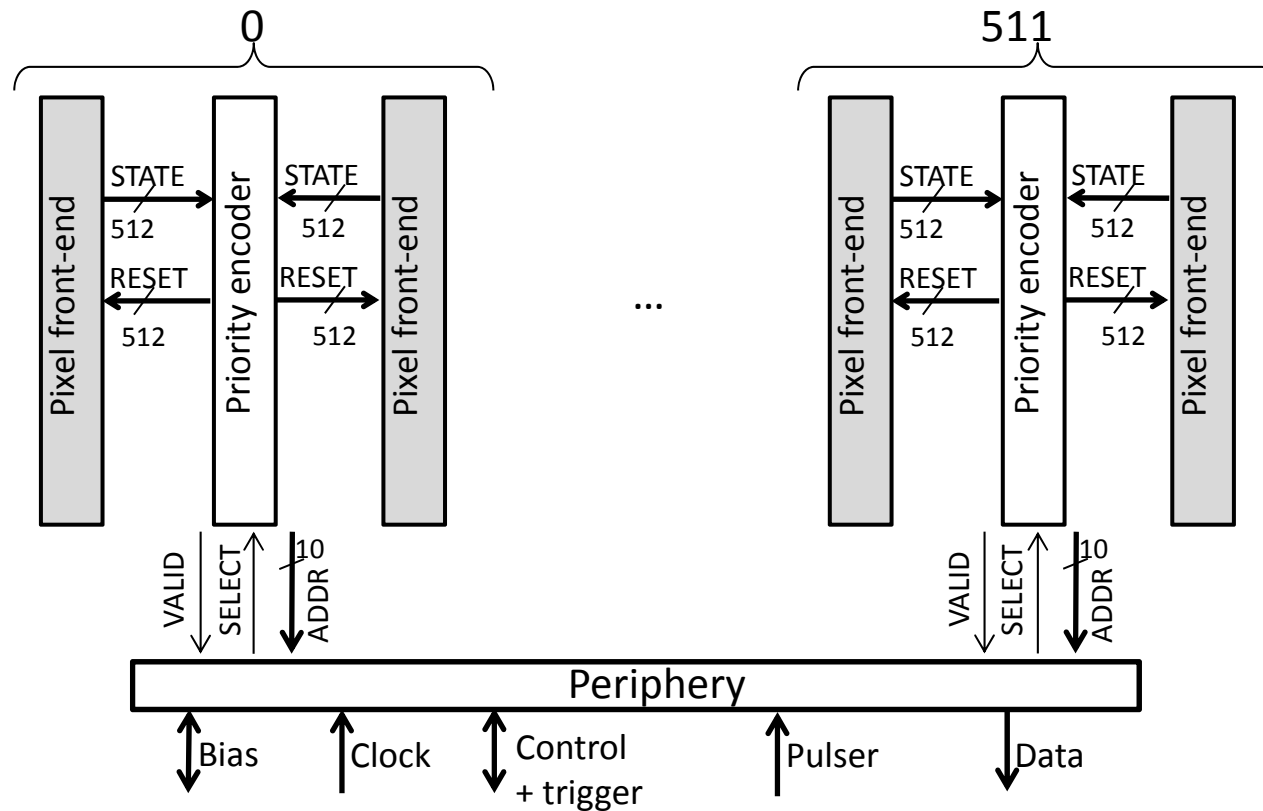 0
511
Pixel front-end
STATE
512
RESET
512
Priority encoder
STATE
512
RESET
512
Pixel front-end
...
Pixel front-end
STATE
512
RESET
512
Priority encoder
STATE
512
RESET
512
Pixel front-end
VALID
SELECT
10
ADDR
VALID
SELECT
10
ADDR
Periphery
Bias
Clock
Control
+ trigger
Pulser
Data